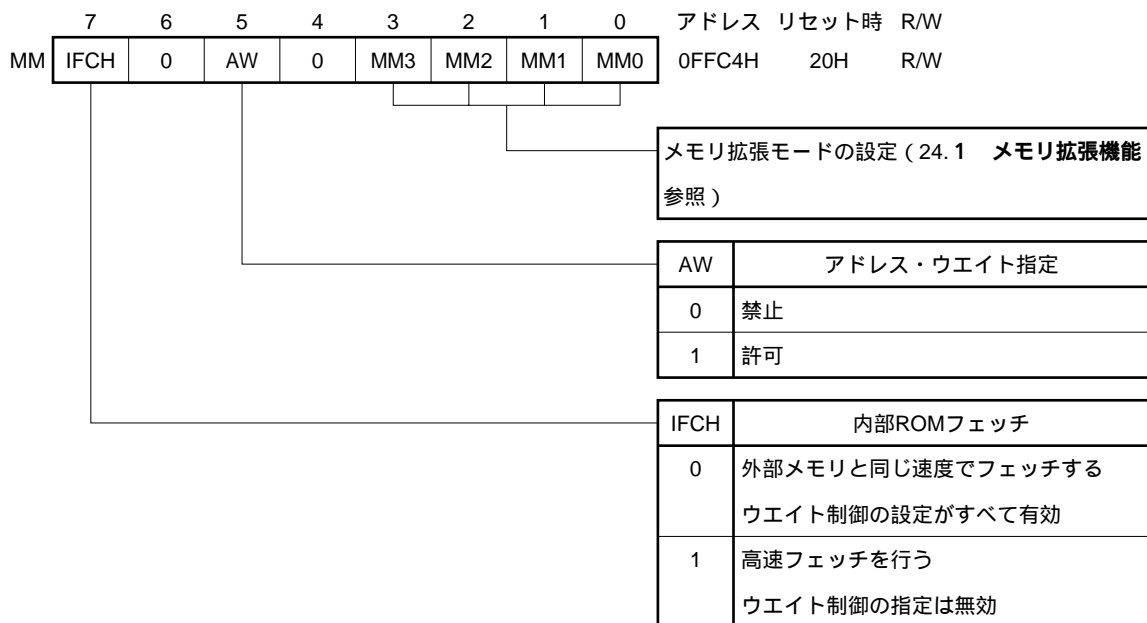 7 6 5 4 3 2 1 0 アドレス リセット時 R/W
MM IFCH 0 AW 0 MM3 MM2 MM1 MM0 0FFC4H 20H R/W
メモリ拡張モードの設定(24.1 メモリ拡張機能
参照)
AW アドレス・ウエイト指定
0 禁止
1 許可
IFCH 内部ROMフェッチ
0 外部メモリと同じ速度でフェッチする
ウエイト制御の設定がすべて有効
1 高速フェッチを行う
ウエイト制御の指定は無効